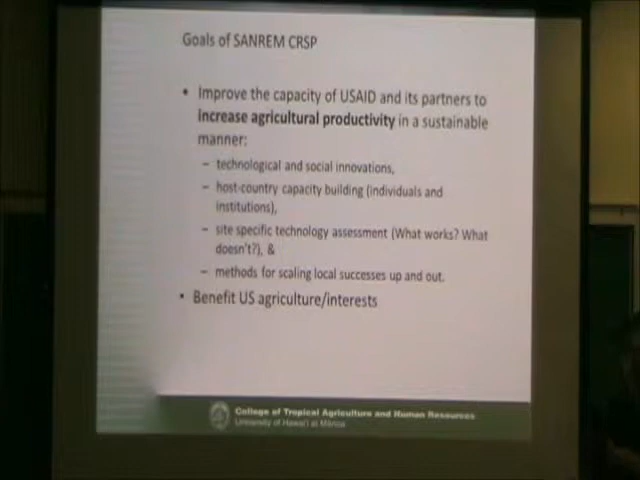 Goals of SANREM CRSP
• Improve the capacity of USAID and its partners to
increase agricultural productivity in a sustainable
manner:
– technological and social innovations,
– host-country capacity building (individuals and
institutions),
– site specific technology assessment (What works? What
doesn't?), &
– methods for scaling local successes up and out.
• Benefit US agriculture/interests
College of Tropical Agriculture and Human Resources
University of Hawai'i at Mānoa